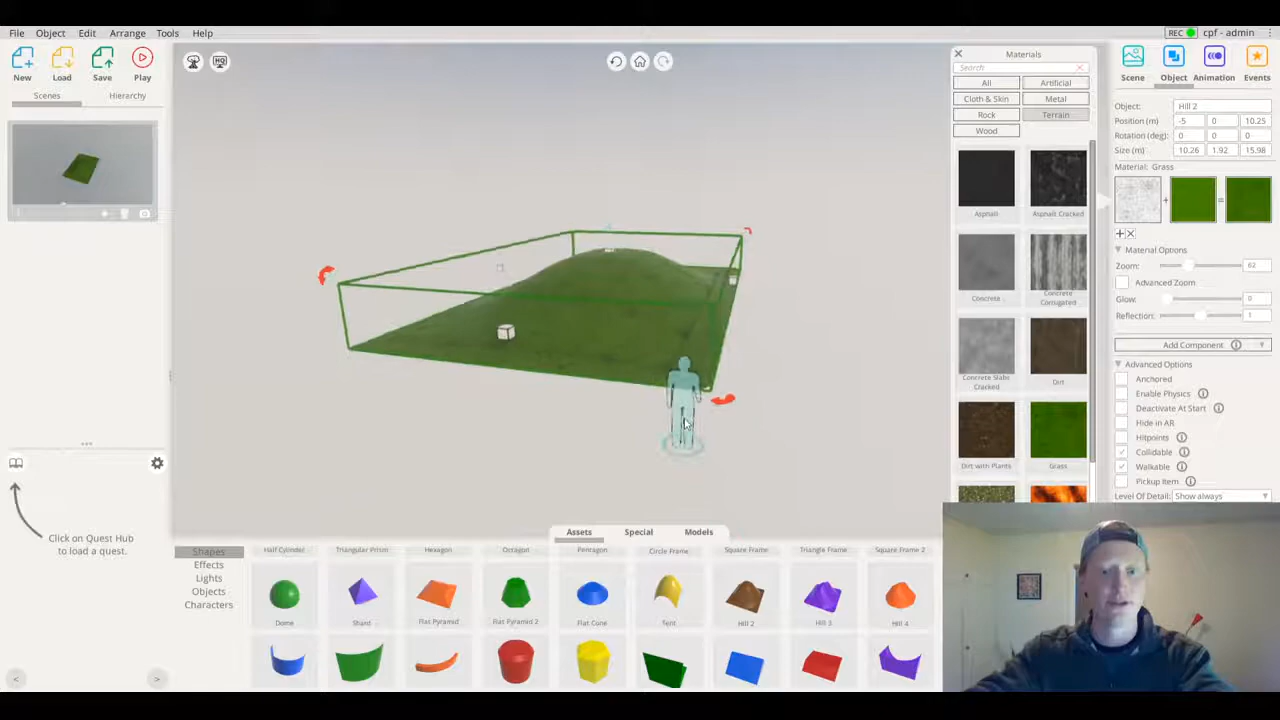 File Object Edit Arrange Tools Help
REC cpf - admin
New Load Save Play
Scenes Hierarchy
HQ
Materials
Search
All Artificial
Cloth & Skin Metal
Rock Terrain
Wood
Asphalt Asphalt Cracked
Concrete Concrete Corrugated
Concrete Slabs Cracked Dirt
Dirt with Plants Grass
Scene Object Animation Events
Object: Hill 2
Position (m) -5 0 10.25
Rotation (deg): 0 0 0
Size (m) 10.26 1.92 15.98
Material: Grass
+ =
Material Options
Zoom: 62
Advanced Zoom
Glow: 0
Reflection: 1
Add Component
Advanced Options
Anchored
Enable Physics
Deactivate At Start
Hide in AR
Hitpoints
Collidable
Walkable
Pickup Item
Level Of Detail: Show always
Click on Quest Hub
to load a quest.
Assets Special Models
Shapes
Effects
Lights
Objects
Characters
Half Cylinder Triangular Prism Hexagon Octagon Pentagon Circle Frame Square Frame Triangle Frame Square Frame 2
Dome Shard Flat Pyramid Flat Pyramid 2 Flat Cone Tent Hill 2 Hill 3 Hill 4
< >